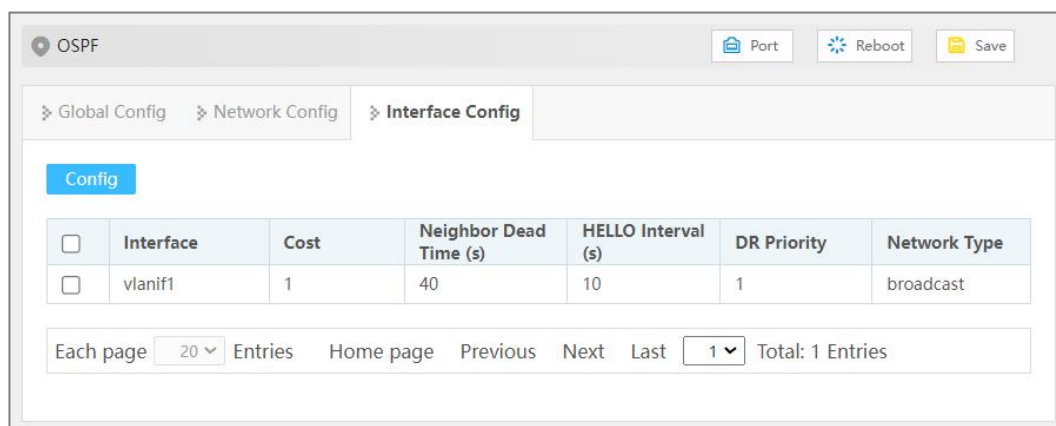 OSPF Port Reboot Save
Global Config Network Config Interface Config
Config
Interface Cost Neighbor Dead Time (s) HELLO Interval (s) DR Priority Network Type
vlanif1 1 40 10 1 broadcast
Each page 20 Entries Home page Previous Next Last 1 Total: 1 Entries